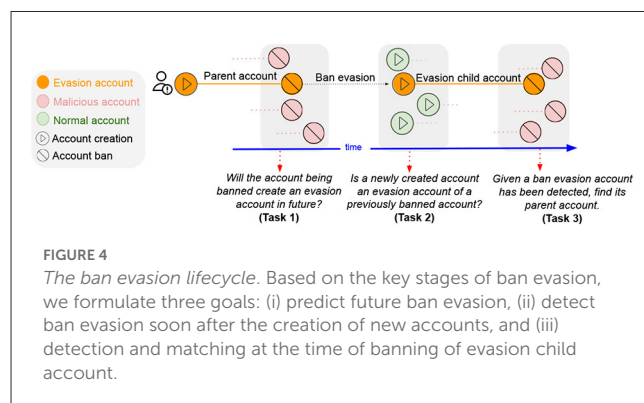 Parent account
Ban evasion
Evasion child account
Evasion account
Malicious account
Normal account
Account creation
Account ban
time
Will the account being
banned create an evasion
account in future?
(Task 1)
Is a newly created account
an evasion account of a
previously banned account?
(Task 2)
Given a ban evasion account
has been detected, find its
parent account.
(Task 3)
FIGURE 4
The ban evasion lifecycle. Based on the key stages of ban evasion,
we formulate three goals: (i) predict future ban evasion, (ii) detect
ban evasion soon after the creation of new accounts, and (iii)
detection and matching at the time of banning of evasion child
account.